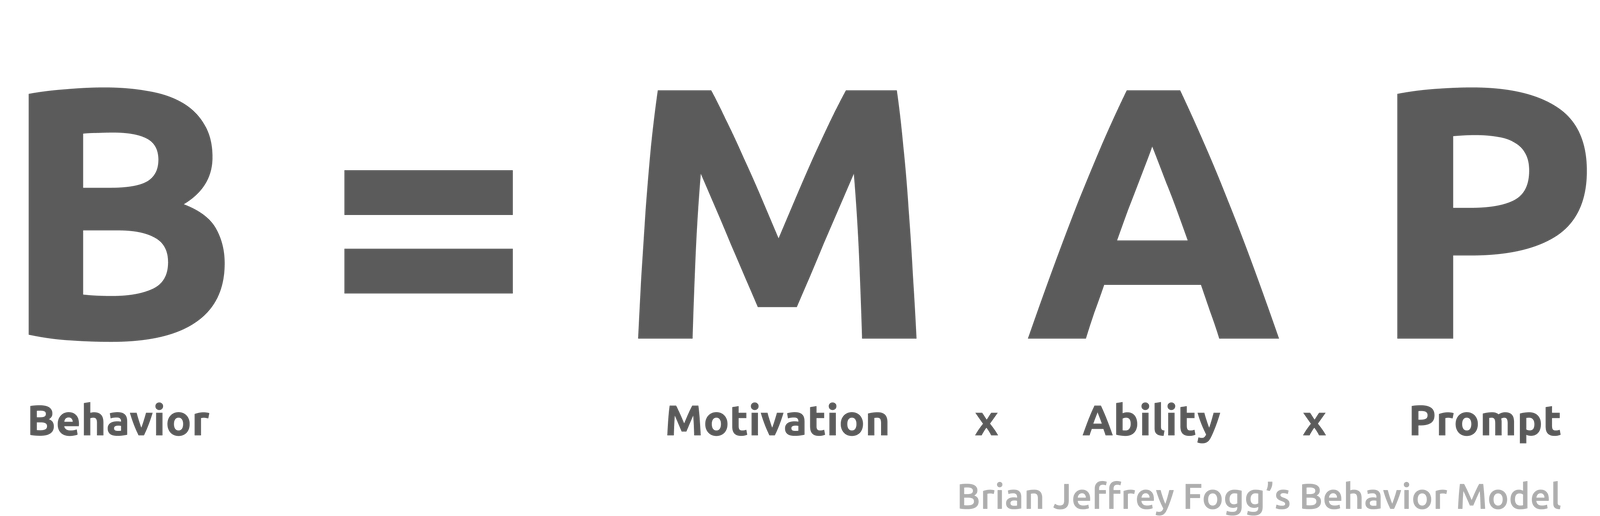 B = M A P
Behavior Motivation x Ability x Prompt
Brian Jeffrey Fogg’s Behavior Model